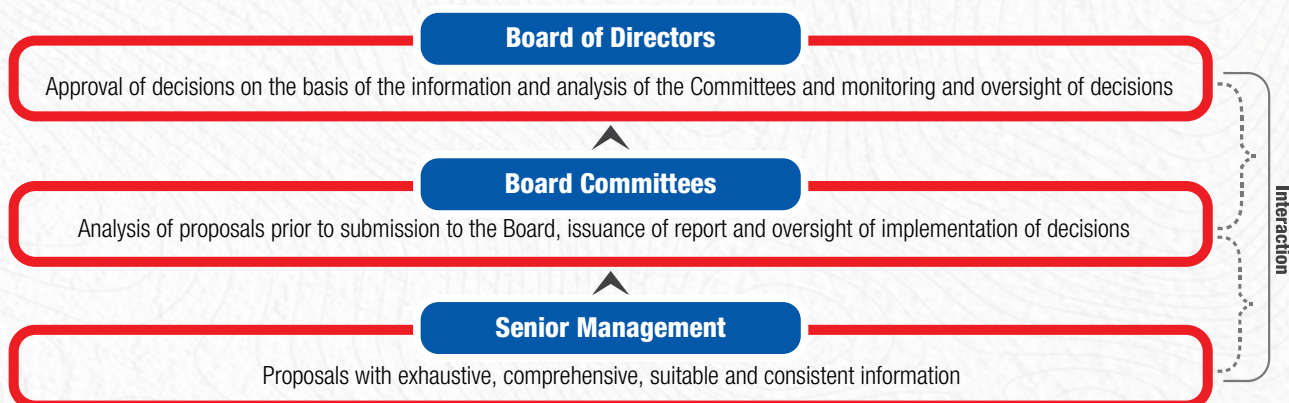 Board of Directors
Approval of decisions on the basis of the information and analysis of the Committees and monitoring and oversight of decisions
Board Committees
Analysis of proposals prior to submission to the Board, issuance of report and oversight of implementation of decisions
Senior Management
Proposals with exhaustive, comprehensive, suitable and consistent information
Interaction